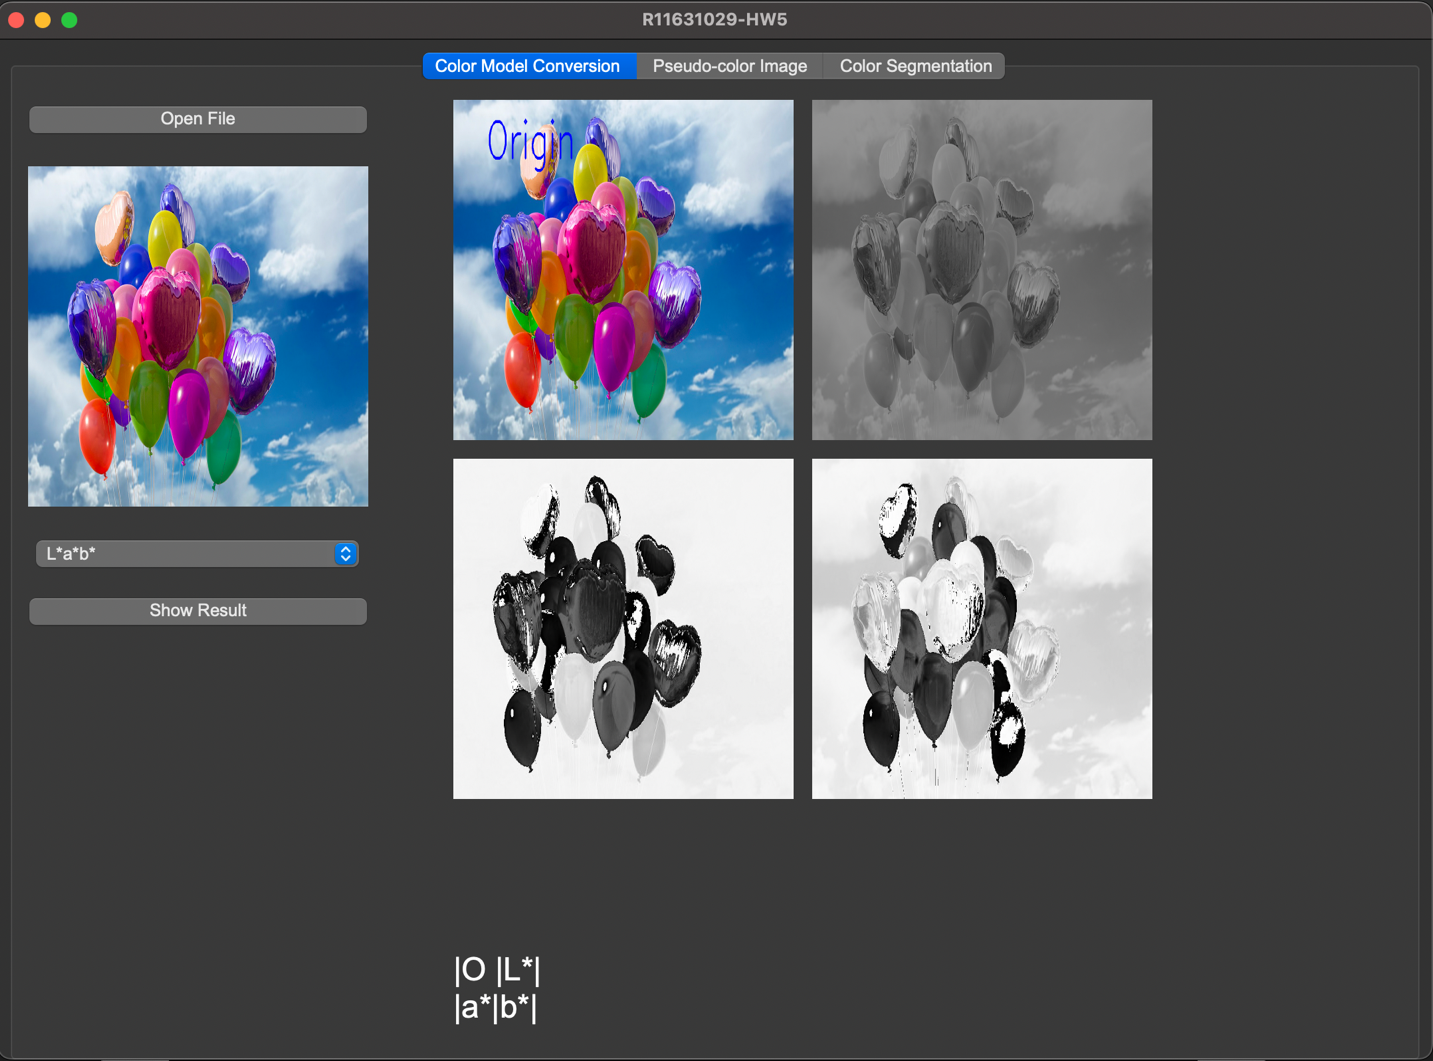 R11631029-HW5
Color Model Conversion
Pseudo-color Image
Color Segmentation
Open File
Origin
L*a*b*
Show Result
|O |L*|
|a*|b*|